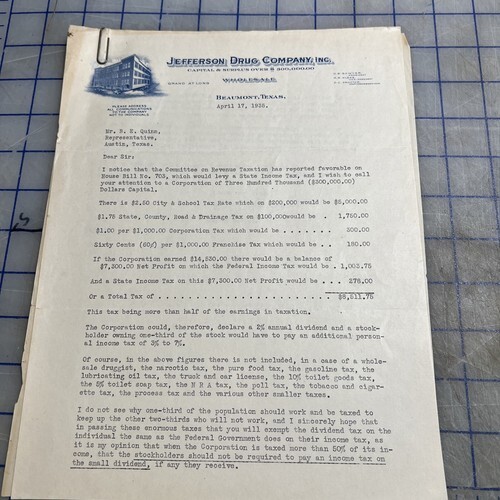 JEFFERSON DRUG COMPANY, INC.
CAPITAL & SURPLUS OVER $300,000.00
WHOLESALE
BEAUMONT, TEXAS.
PLEASE ADDRESS
ALL COMMUNICATIONS
TO THE COMPANY
NOT TO INDIVIDUALS
April 17, 1935.
Mr. B. E. Quinn,
Representative,
Austin, Texas.
Dear Sir:
I notice that the Committee on Revenue Taxation has reported favorable on
House Bill No. 703, which would levy a State Income Tax, and I wish to call
your attention to a Corporation of Three Hundred Thousand ($300,000.00)
Dollars Capital.
There is $2.50 City & School Tax Rate which on $200,000 would be $5,000.00
$1.75 State, County, Road & Drainage Tax on $100,000would be . 1,750.00
$1.00 per $1,000.00 Corporation Tax which would be . . . . . . . 300.00
Sixty Cents (60¢) per $1,000.00 Franchise Tax which would be . . 180.00
If the Corporation earned $14,530.00 there would be a balance of
$7,300.00 Net Profit on which the Federal Income Tax would be . 1,003.75
And a State Income Tax on this $7,300.00 Net Profit would be . . . 278.00
Or a Total Tax of . . . . . . . . . . . . . . . . . . . . . . . . $8,511.75
This tax being more than half of the earnings in taxation.
The Corporation could, therefore, declare a 2% annual dividend and a stock-
holder owning one-third of the stock would have to pay an additional person-
al income tax of 3% to 7%.
Of course, in the above figures there is not included, in a case of a whole-
sale druggist, the narcotic tax, the pure food tax, the gasoline tax, the
lubricating oil tax, the truck and car license, the 10% toilet goods tax,
the 5% toilet soap tax, the N R A tax, the poll tax, the tobacco and cigar-
ette tax, the process tax and the various other smaller taxes.
I do not see why one-third of the population should work and be taxed to
keep up the other two-thirds who will not work, and I sincerely hope that
in passing these enormous taxes that you will exempt the dividend tax on the
individual the same as the Federal Government does on their income tax, as
it is my opinion that when the Corporation is taxed more than 50% of its in-
come, that the stockholders should not be required to pay an income tax on
the small dividend, if any they receive.